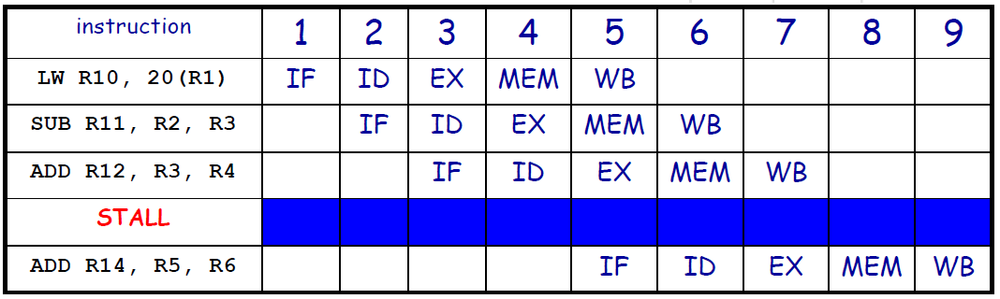 instruction 1 2 3 4 5 6 7 8 9
LW R10, 20(R1) IF ID EX MEM WB
SUB R11, R2, R3 IF ID EX MEM WB
ADD R12, R3, R4 IF ID EX MEM WB
STALL
ADD R14, R5, R6 IF ID EX MEM WB